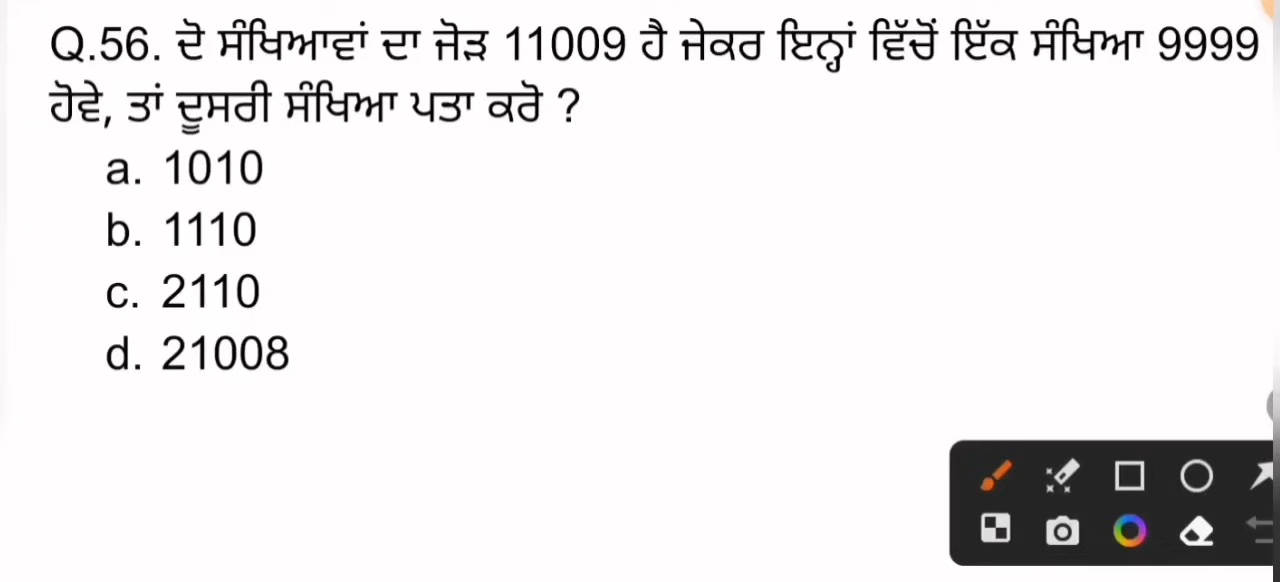 Q.56. ਦੋ ਸੰਖਿਆਵਾਂ ਦਾ ਜੋੜ 11009 ਹੈ ਜੇਕਰ ਇਨ੍ਹਾਂ ਵਿੱਚੋਂ ਇੱਕ ਸੰਖਿਆ 9999
ਹੋਵੇ, ਤਾਂ ਦੂਸਰੀ ਸੰਖਿਆ ਪਤਾ ਕਰੋ ?
a. 1010
b. 1110
c. 2110
d. 21008